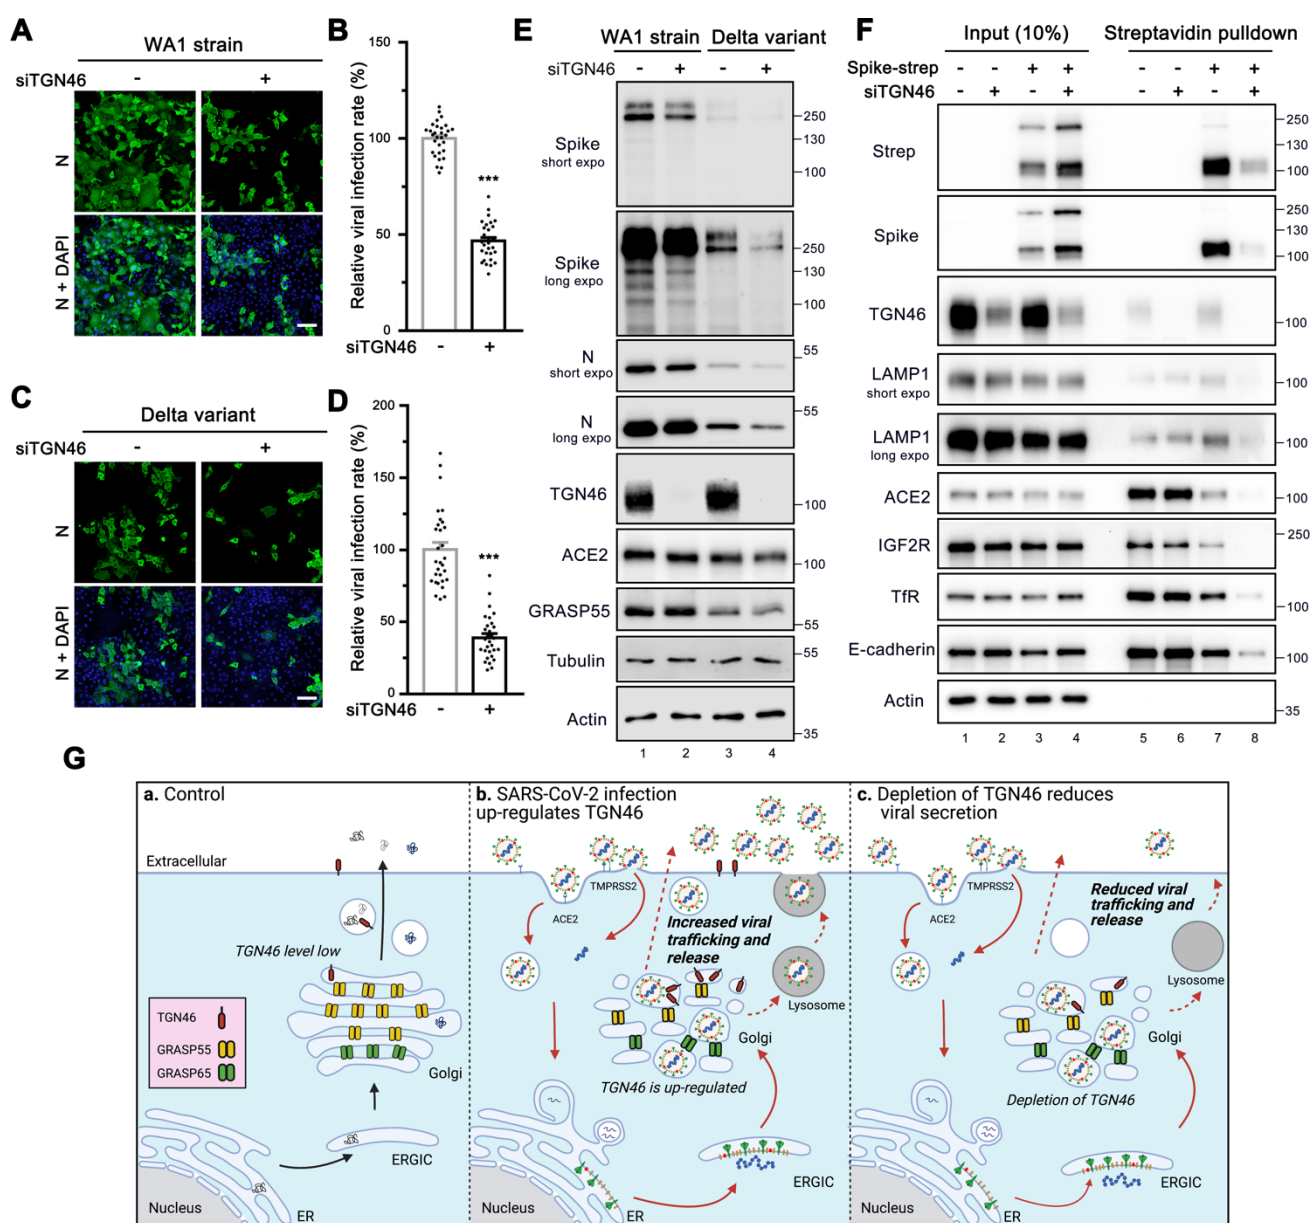 A
WA1 strain
siTGN46
-
+
N
N + DAPI
B
Relative viral infection rate (%)
150
100
50
0
***
siTGN46
-
+
C
Delta variant
siTGN46
-
+
N
N + DAPI
D
Relative viral infection rate (%)
200
150
100
50
0
***
siTGN46
-
+
E
WA1 strain
Delta variant
siTGN46
- + - +
Spike
short expo
250
130
100
Spike
long expo
250
130
100
N
short expo
55
N
long expo
55
TGN46
100
ACE2
100
GRASP55
55
Tubulin
55
Actin
35
1 2 3 4
F
Input (10%)
Streptavidin pulldown
Spike-strep
- - + + - - + +
siTGN46
- + - + - + - +
Strep
250
130
100
Spike
250
130
100
TGN46
100
LAMP1
short expo
100
LAMP1
long expo
100
ACE2
100
IGF2R
250
TfR
100
E-cadherin
100
Actin
35
1 2 3 4 5 6 7 8
G
a. Control
Extracellular
TGN46 level low
TGN46
GRASP55
GRASP65
Golgi
ERGIC
Nucleus
ER
b. SARS-CoV-2 infection
up-regulates TGN46
TMPRSS2
ACE2
Increased viral
trafficking and
release
Lysosome
Golgi
TGN46 is up-regulated
ERGIC
Nucleus
ER
c. Depletion of TGN46 reduces
viral secretion
TMPRSS2
ACE2
Reduced viral
trafficking and
release
Lysosome
Golgi
Depletion of TGN46
ERGIC
Nucleus
ER